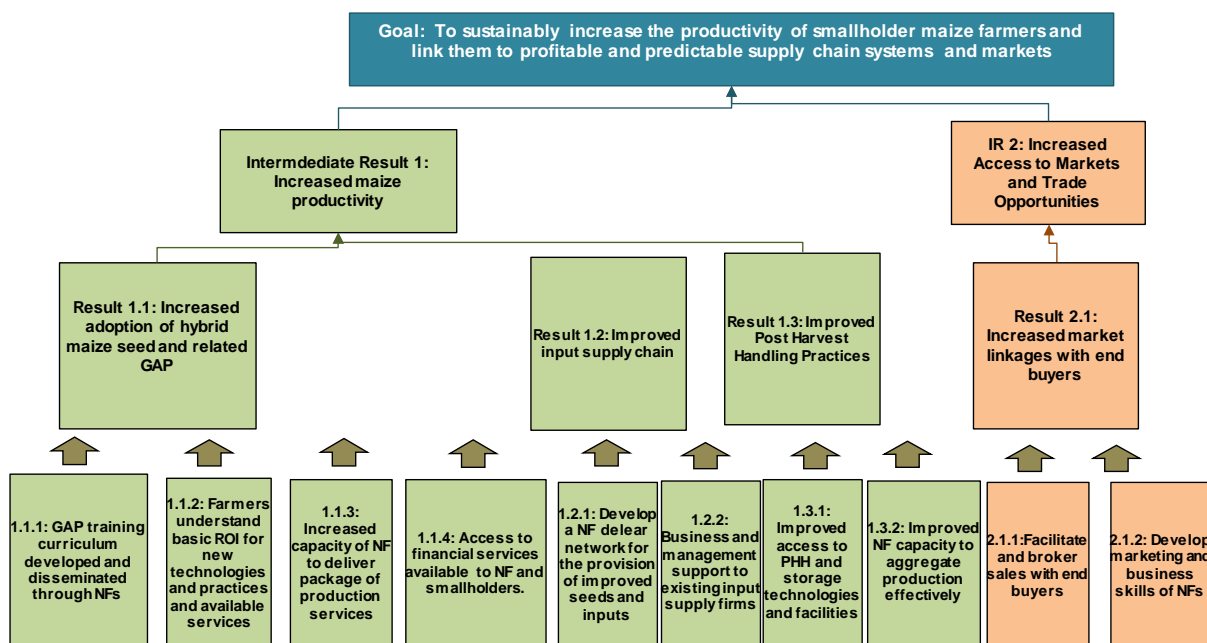 Goal: To sustainably increase the productivity of smallholder maize farmers and
link them to profitable and predictable supply chain systems and markets
Intermdediate Result 1:
Increased maize
productivity
IR 2: Increased
Access to Markets
and Trade
Opportunities
Result 1.1: Increased
adoption of hybrid
maize seed and related
GAP
Result 1.2: Improved
input supply chain
Result 1.3: Improved
Post Harvest
Handling Practices
Result 2.1:
Increased market
linkages with end
buyers
1.1.1: GAP training
curriculum
developed and
disseminated
through NFs
1.1.2: Farmers
understand
basic ROI for
new
technologies
and practices
and available
services
1.1.3:
Increased
capacity of NF
to deliver
package of
production
services
1.1.4: Access to
financial services
available to NF and
smallholders.
1.2.1: Develop
a NF delear
network for
the provision
of improved
seeds and
inputs
1.2.2:
Business and
management
support to
existing input
supply firms
1.3.1:
Improved
access to
PHH and
storage
technologies
and facilities
1.3.2: Improved
NF capacity to
aggregate
production
effectively
2.1.1:Facilitate
and broker
sales with end
buyers
2.1.2: Develop
marketing and
business
skills of NFs